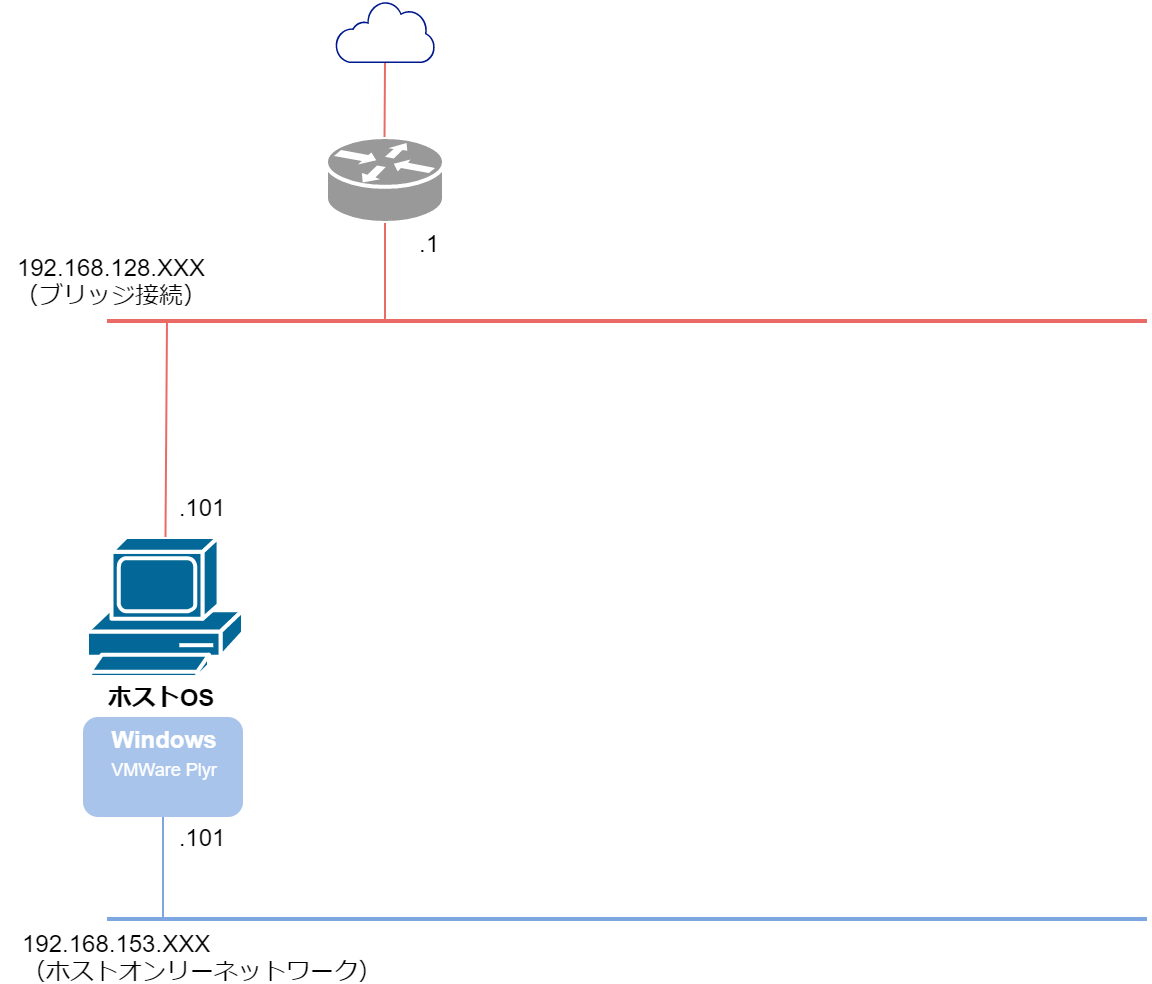 .1
192.168.128.XXX
（ブリッジ接続）
.101
ホストOS
Windows
VMWare Plyr
.101
192.168.153.XXX
（ホストオンリーネットワーク）